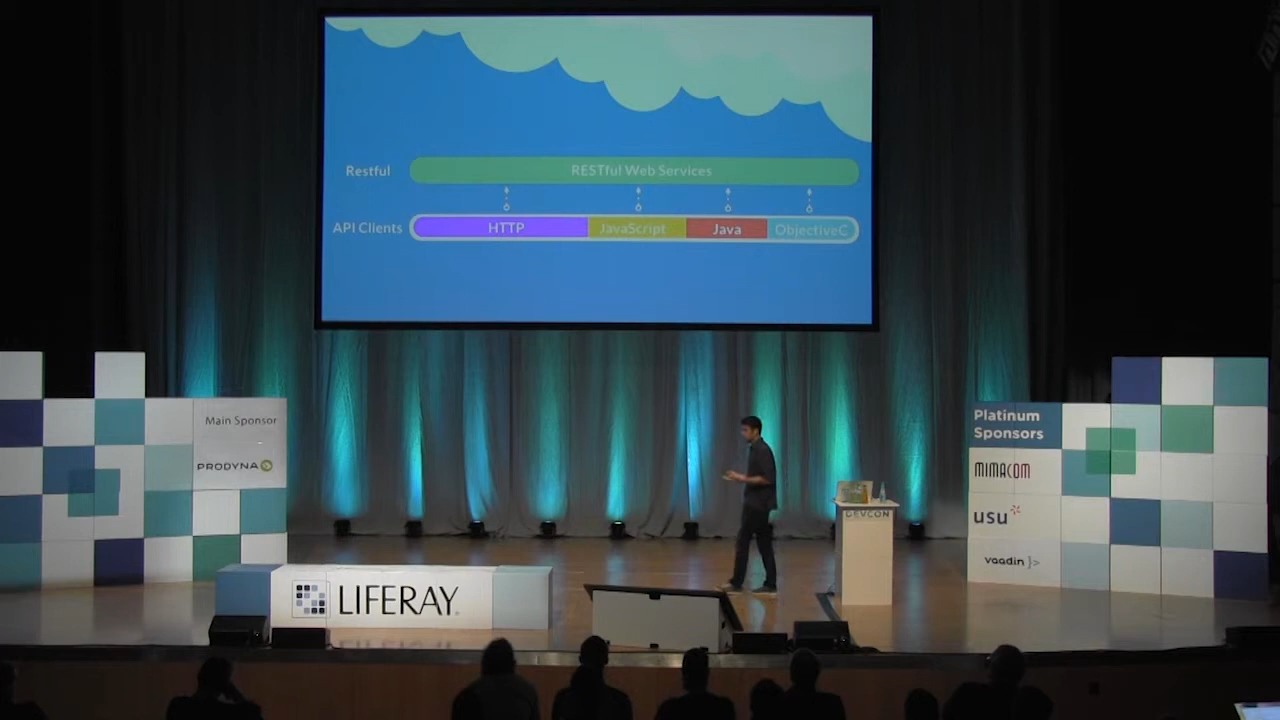 Restful
RESTful Web Services
API Clients
HTTP
JavaScript
Java
ObjectiveC
Main Sponsor
PRODYNA
Platinum
Sponsors
MIMACOM
usu
vaadin }>
DEVCON
LIFERAY.